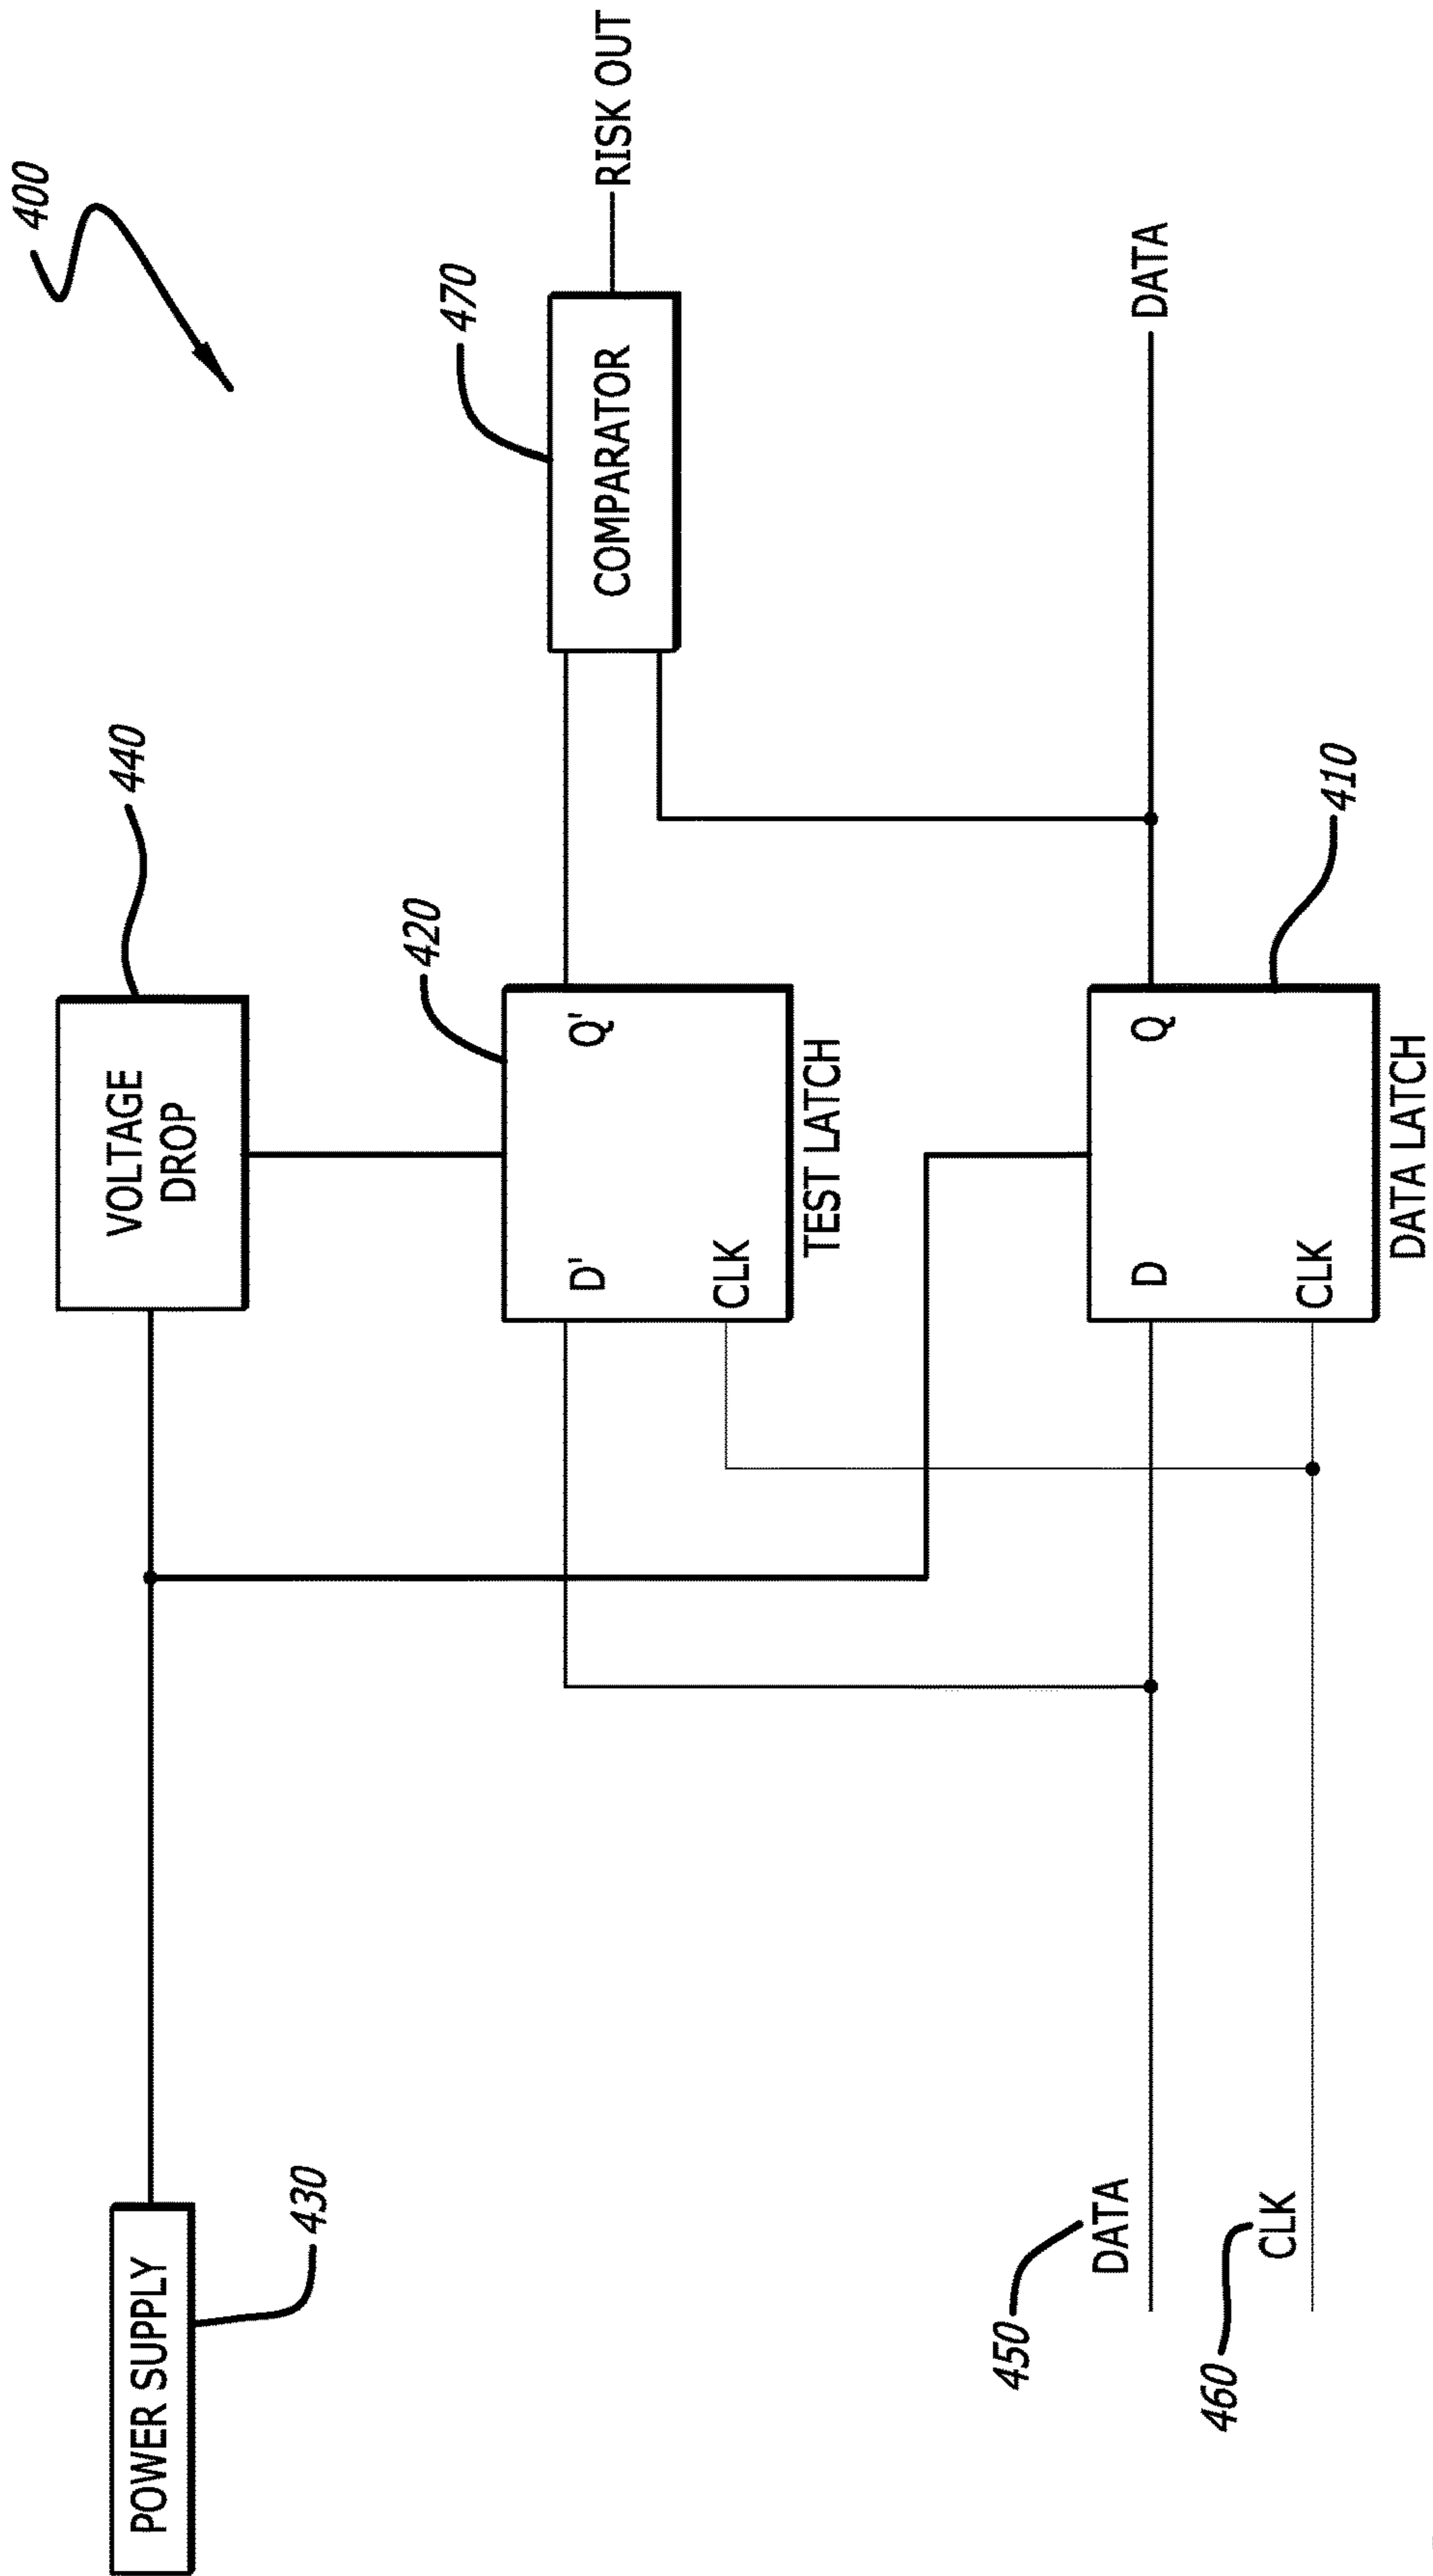 400
POWER SUPPLY
430
VOLTAGE
DROP
440
420
D'
Q'
CLK
TEST LATCH
470
COMPARATOR
RISK OUT
450
DATA
460
CLK
D
Q
CLK
DATA LATCH
410
DATA